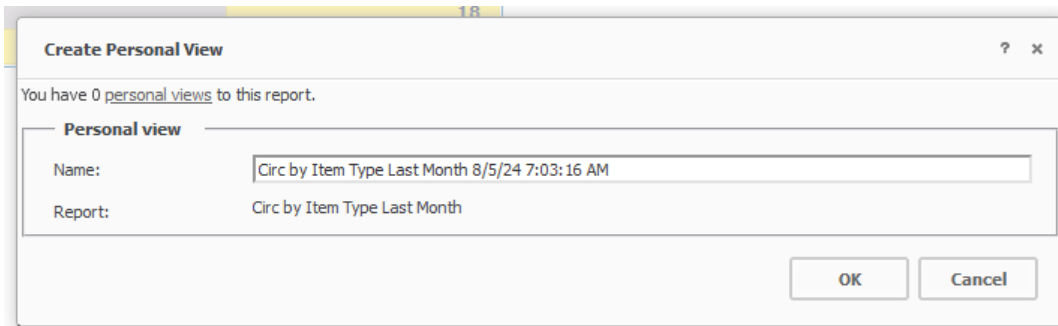 18
Create Personal View ? x
You have 0 personal views to this report.
Personal view
Name: Circ by Item Type Last Month 8/5/24 7:03:16 AM
Report: Circ by Item Type Last Month
OK Cancel